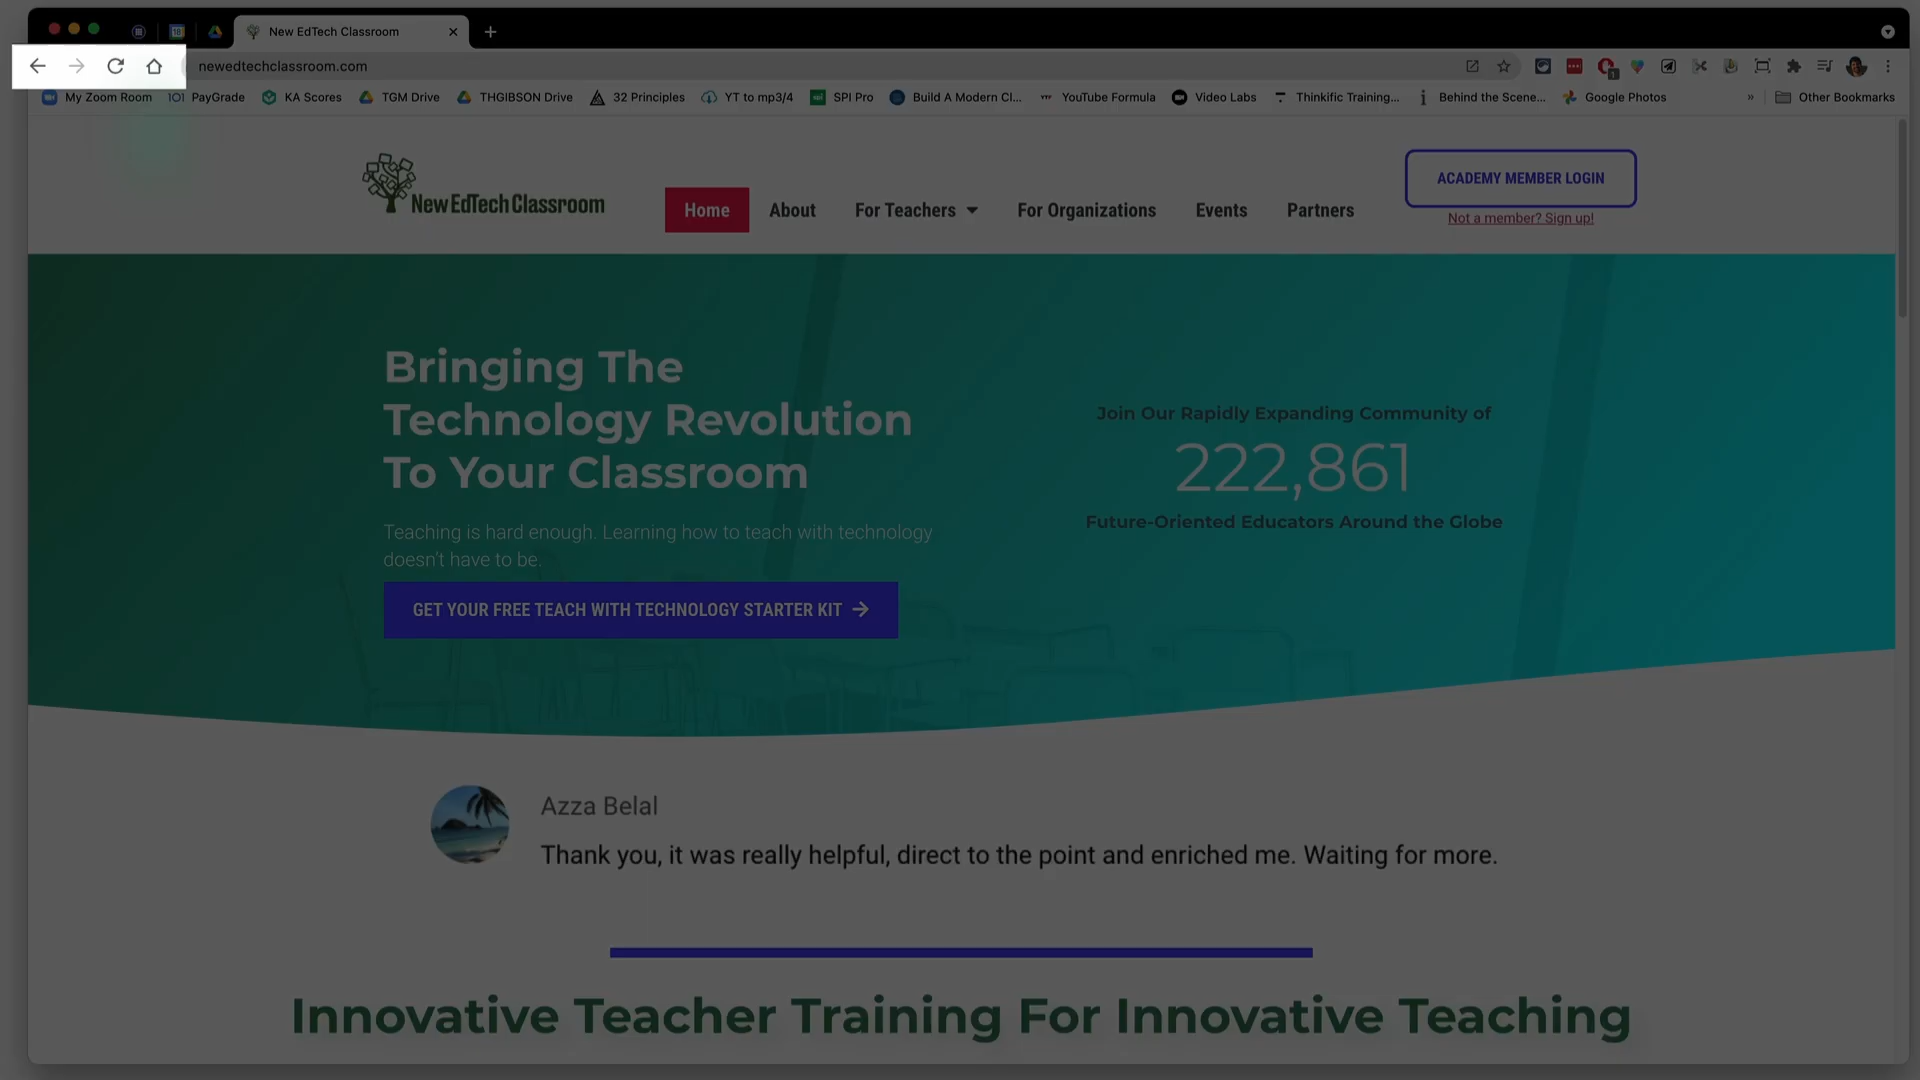 New EdTech Classroom
newedtechclassroom.com
My Zoom Room PayGrade KA Scores TGM Drive THGIBSON Drive 32 Principles YT to mp3/4 SPI Pro Build A Modern Cl... YouTube Formula Video Labs Thinkific Training... Behind the Scene... Google Photos » Other Bookmarks
New EdTech Classroom
Home About For Teachers For Organizations Events Partners
ACADEMY MEMBER LOGIN
Not a member? Sign up!
Bringing The
Technology Revolution
To Your Classroom
Teaching is hard enough. Learning how to teach with technology
doesn't have to be.
GET YOUR FREE TEACH WITH TECHNOLOGY STARTER KIT
Join Our Rapidly Expanding Community of
222,861
Future-Oriented Educators Around the Globe
Azza Belal
Thank you, it was really helpful, direct to the point and enriched me. Waiting for more.
Innovative Teacher Training For Innovative Teaching